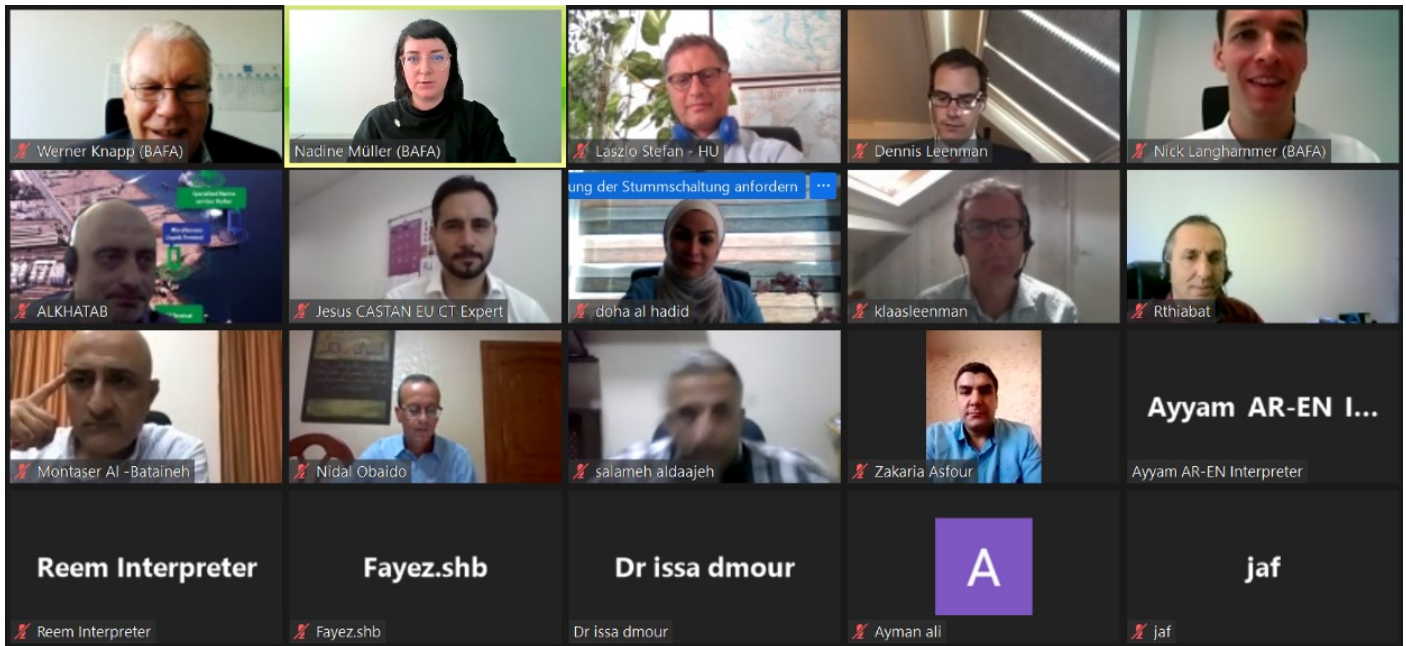 Werner Knapp (BAFA)
Nadine Müller (BAFA)
Laszlo Stefan - HU
Dennis Leenman
Nick Langhammer (BAFA)
ung der Stummschaltung anfordern ...
ALKHATAB
Jesus CASTAN EU CT Expert
doha al hadid
klaasleenman
Rthiabat
Montaser Al -Bataineh
Nidal Obaido
salameh aldaajeh
Zakaria Asfour
Ayyam AR-EN I...
Ayyam AR-EN Interpreter
Reem Interpreter
Fayez.shb
Dr issa dmour
A
jaf
Reem Interpreter
Fayez.shb
Dr issa dmour
Ayman ali
jaf